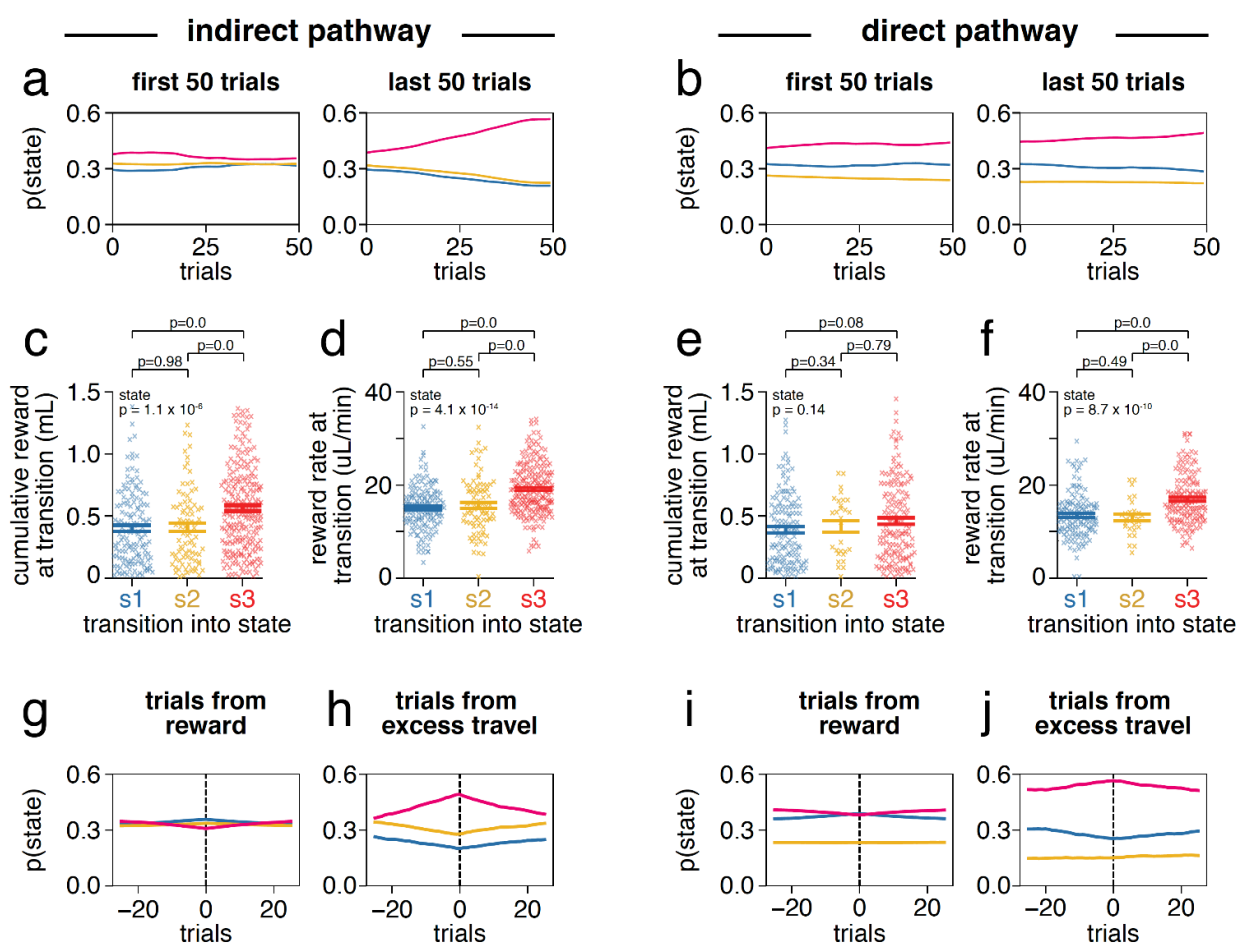 indirect pathway
direct pathway
a
first 50 trials
last 50 trials
b
first 50 trials
last 50 trials
p(state)
0.6
0.3
0.0
0
25
50
trials
0
25
50
trials
p(state)
0.6
0.3
0.0
0
25
50
trials
0.6
0.3
0.0
0
25
50
trials
c
p=0.0
p=0.0
p=0.98
cumulative reward
at transition (mL)
1.5
1.0
0.5
0
state
p = 1.1 x 10-6
s1
s2
s3
transition into state
d
p=0.0
p=0.0
p=0.55
reward rate at
transition (uL/min)
40
20
0
state
p = 4.1 x 10-14
s1
s2
s3
e
p=0.08
p=0.79
p=0.34
cumulative reward
at transition (mL)
1.5
1.0
0.5
0
state
p = 0.14
s1
s2
s3
transition into state
f
p=0.0
p=0.0
p=0.49
reward rate at
transition (uL/min)
40
20
0
state
p = 8.7 x 10-10
s1
s2
s3
transition into state
transition into state
g
trials from
reward
p(state)
0.6
0.3
0.0
−20
0
20
trials
h
trials from
excess travel
0.6
0.3
0.0
−20
0
20
trials
i
trials from
reward
p(state)
0.6
0.3
0.0
−20
0
20
trials
j
trials from
excess travel
0.6
0.3
0.0
−20
0
20
trials